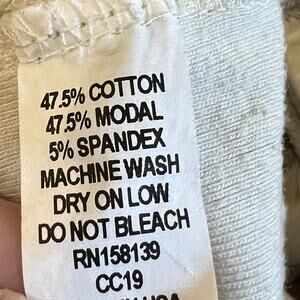 47.5% COTTON
47.5% MODAL
5% SPANDEX
MACHINE WASH
DRY ON LOW
DO NOT BLEACH
RN158139
CC19